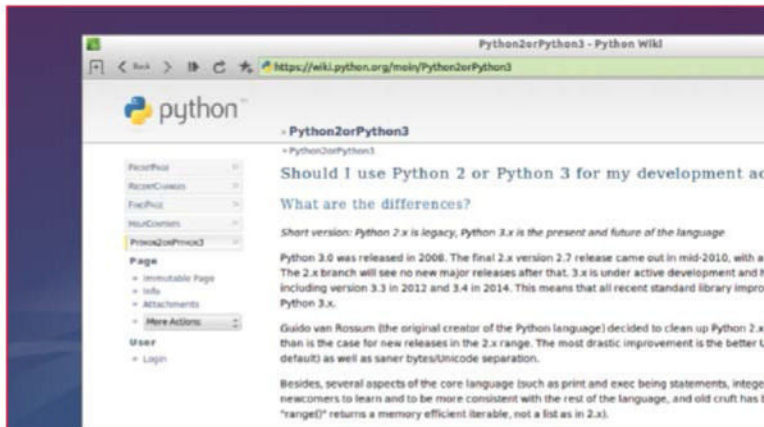 Python2orPython3 - Python Wiki
Back
https://wiki.python.org/moin/Python2orPython3
python™
Python2orPython3
Python2orPython3
FrontPage
RecentChanges
FindPage
HelpContents
Python2orPython3
Page
Immutable Page
Info
Attachments
More Actions:
User
Login
Should I use Python 2 or Python 3 for my development ac
What are the differences?
Short version: Python 2.x is legacy, Python 3.x is the present and future of the language
Python 3.0 was released in 2008. The final 2.x version 2.7 release came out in mid-2010, with a
The 2.x branch will see no new major releases after that. 3.x is under active development and h
including version 3.3 in 2012 and 3.4 in 2014. This means that all recent standard library impro
Python 3.x.
Guido van Rossum (the original creator of the Python language) decided to clean up Python 2.x
than is the case for new releases in the 2.x range. The most drastic improvement is the better U
default) as well as saner bytes/Unicode separation.
Besides, several aspects of the core language (such as print and exec being statements, intege
newcomers to learn and to be more consistent with the rest of the language, and old cruft has b
"range()" returns a memory efficient iterable, not a list as in 2.x).